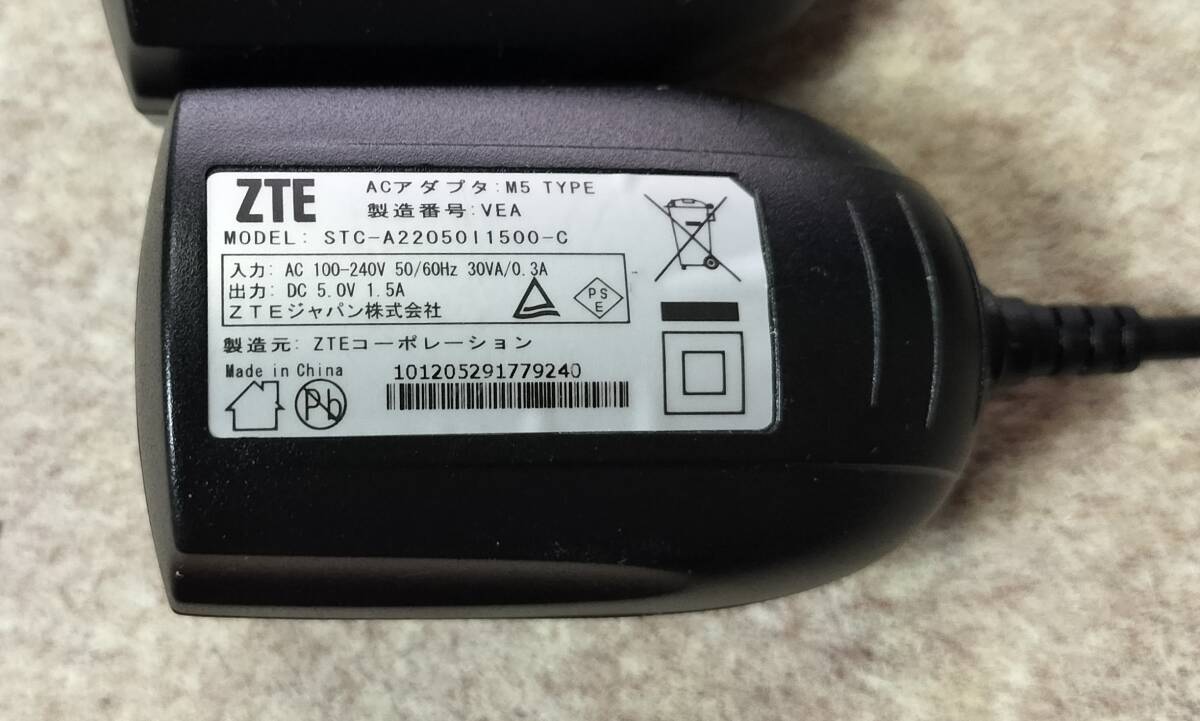 ZTE
ACアダプタ:M5 TYPE
製造番号:VEA
MODEL: STC-A22050I1500-C
入力: AC 100-240V 50/60Hz 30VA/0.3A
出力: DC 5.0V 1.5A
ZTEジャパン株式会社
PS
E
製造元: ZTEコーポレーション
Made in China
101205291779240
Pb